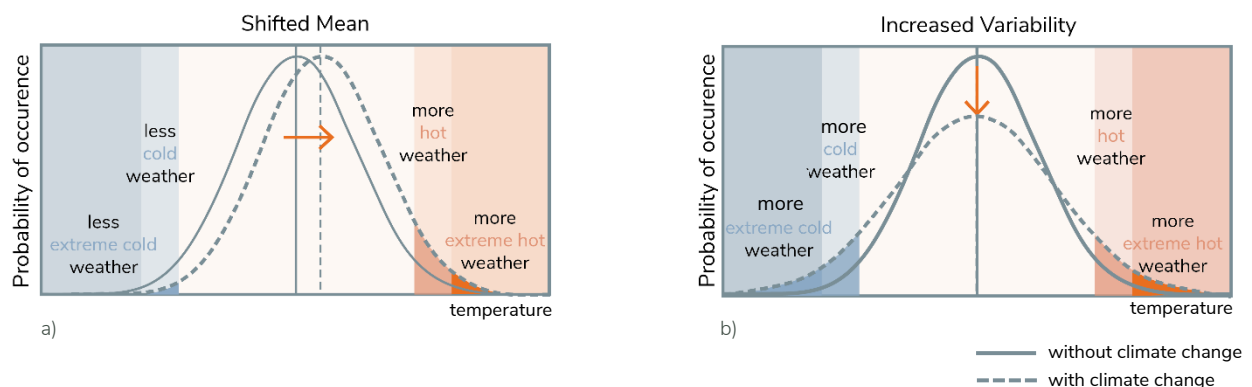 Shifted Mean
Probability of occurence
less
cold
weather
less
extreme cold
weather
more
hot
weather
more
extreme hot
weather
temperature
a)
Increased Variability
Probability of occurence
more
cold
weather
more
extreme cold
weather
more
hot
weather
more
extreme hot
weather
temperature
b)
without climate change
with climate change